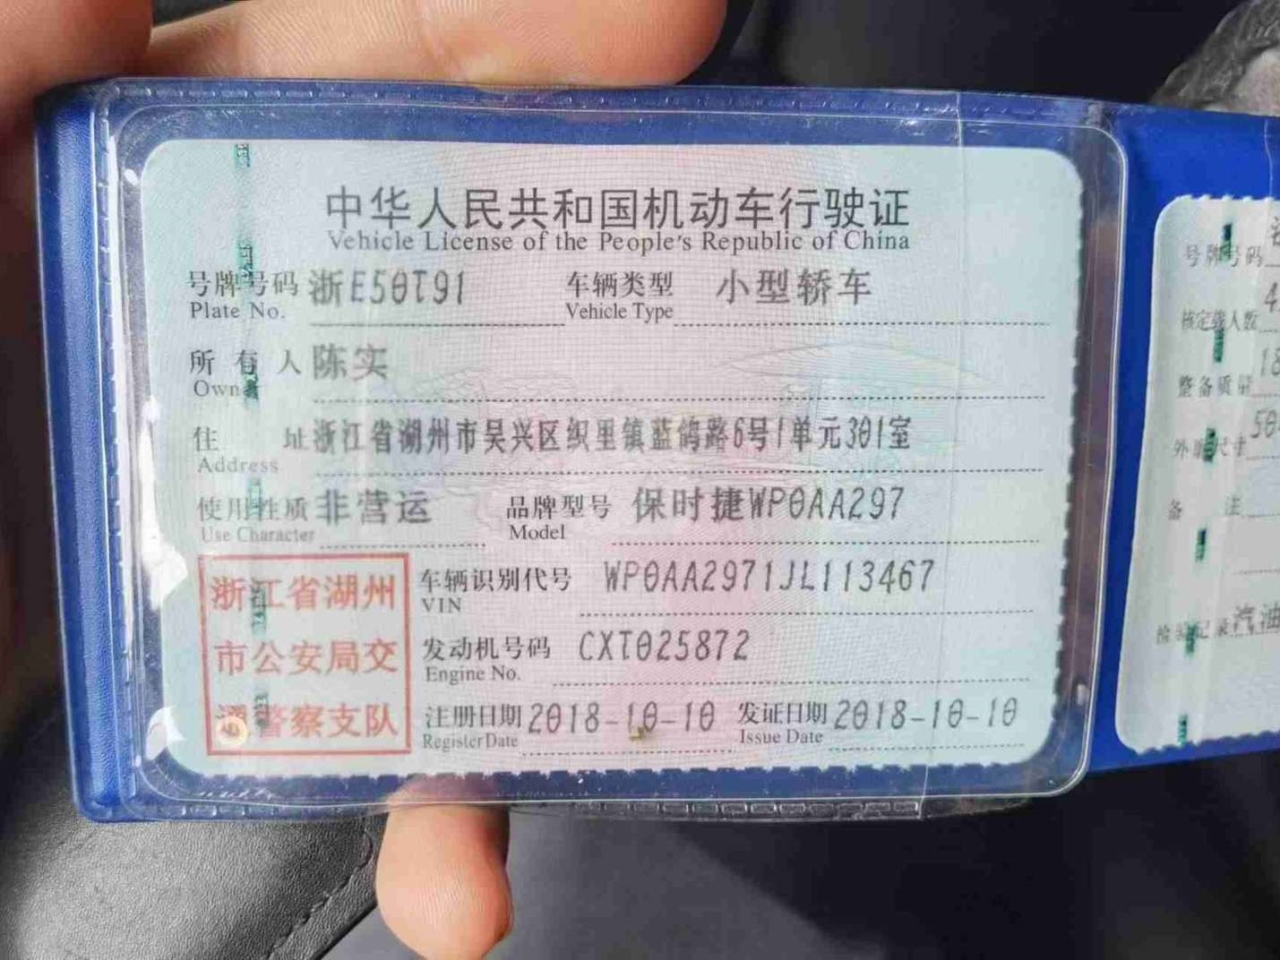 中华人民共和国机动车行驶证
Vehicle License of the People's Republic of China
号牌号码 浙E50T91 车辆类型 小型轿车
Plate No. Vehicle Type
所有人 陈实
Owner
住址 浙江省湖州市吴兴区织里镇蓝鸽路6号1单元301室
Address
使用性质 非营运 品牌型号 保时捷WP0AA297
Use Character Model
浙江省湖州
市公安局交
通警察支队
车辆识别代号 WP0AA2971JL113467
VIN
发动机号码 CXT025872
Engine No.
注册日期 2018-10-10 发证日期 2018-10-10
Register Date Issue Date
号牌号码
核定载人数 4
整备质量 18
外廓尺寸 50
备注
检验记录 汽油